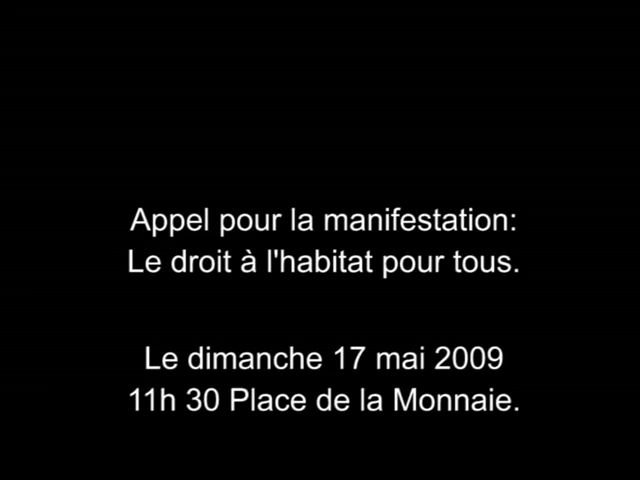 Appel pour la manifestation:
Le droit à l'habitat pour tous.
Le dimanche 17 mai 2009
11h 30 Place de la Monnaie.